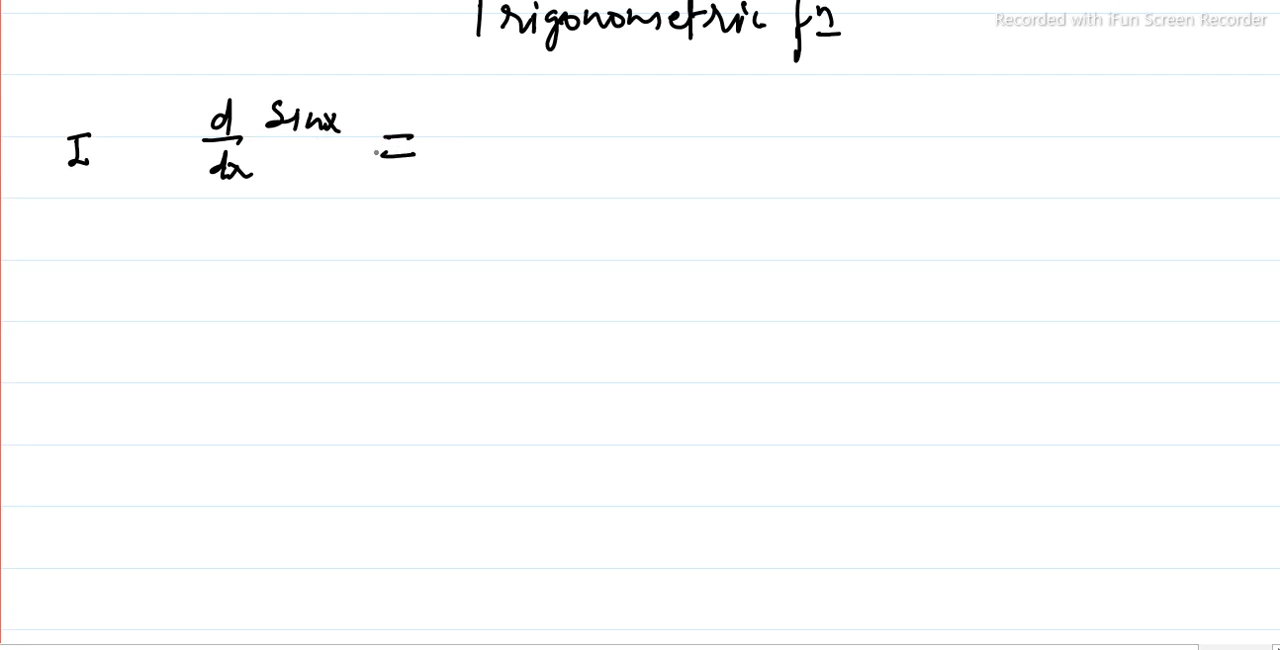 Trigonometric fn
Recorded with iFun Screen Recorder
I d/dx sinx =